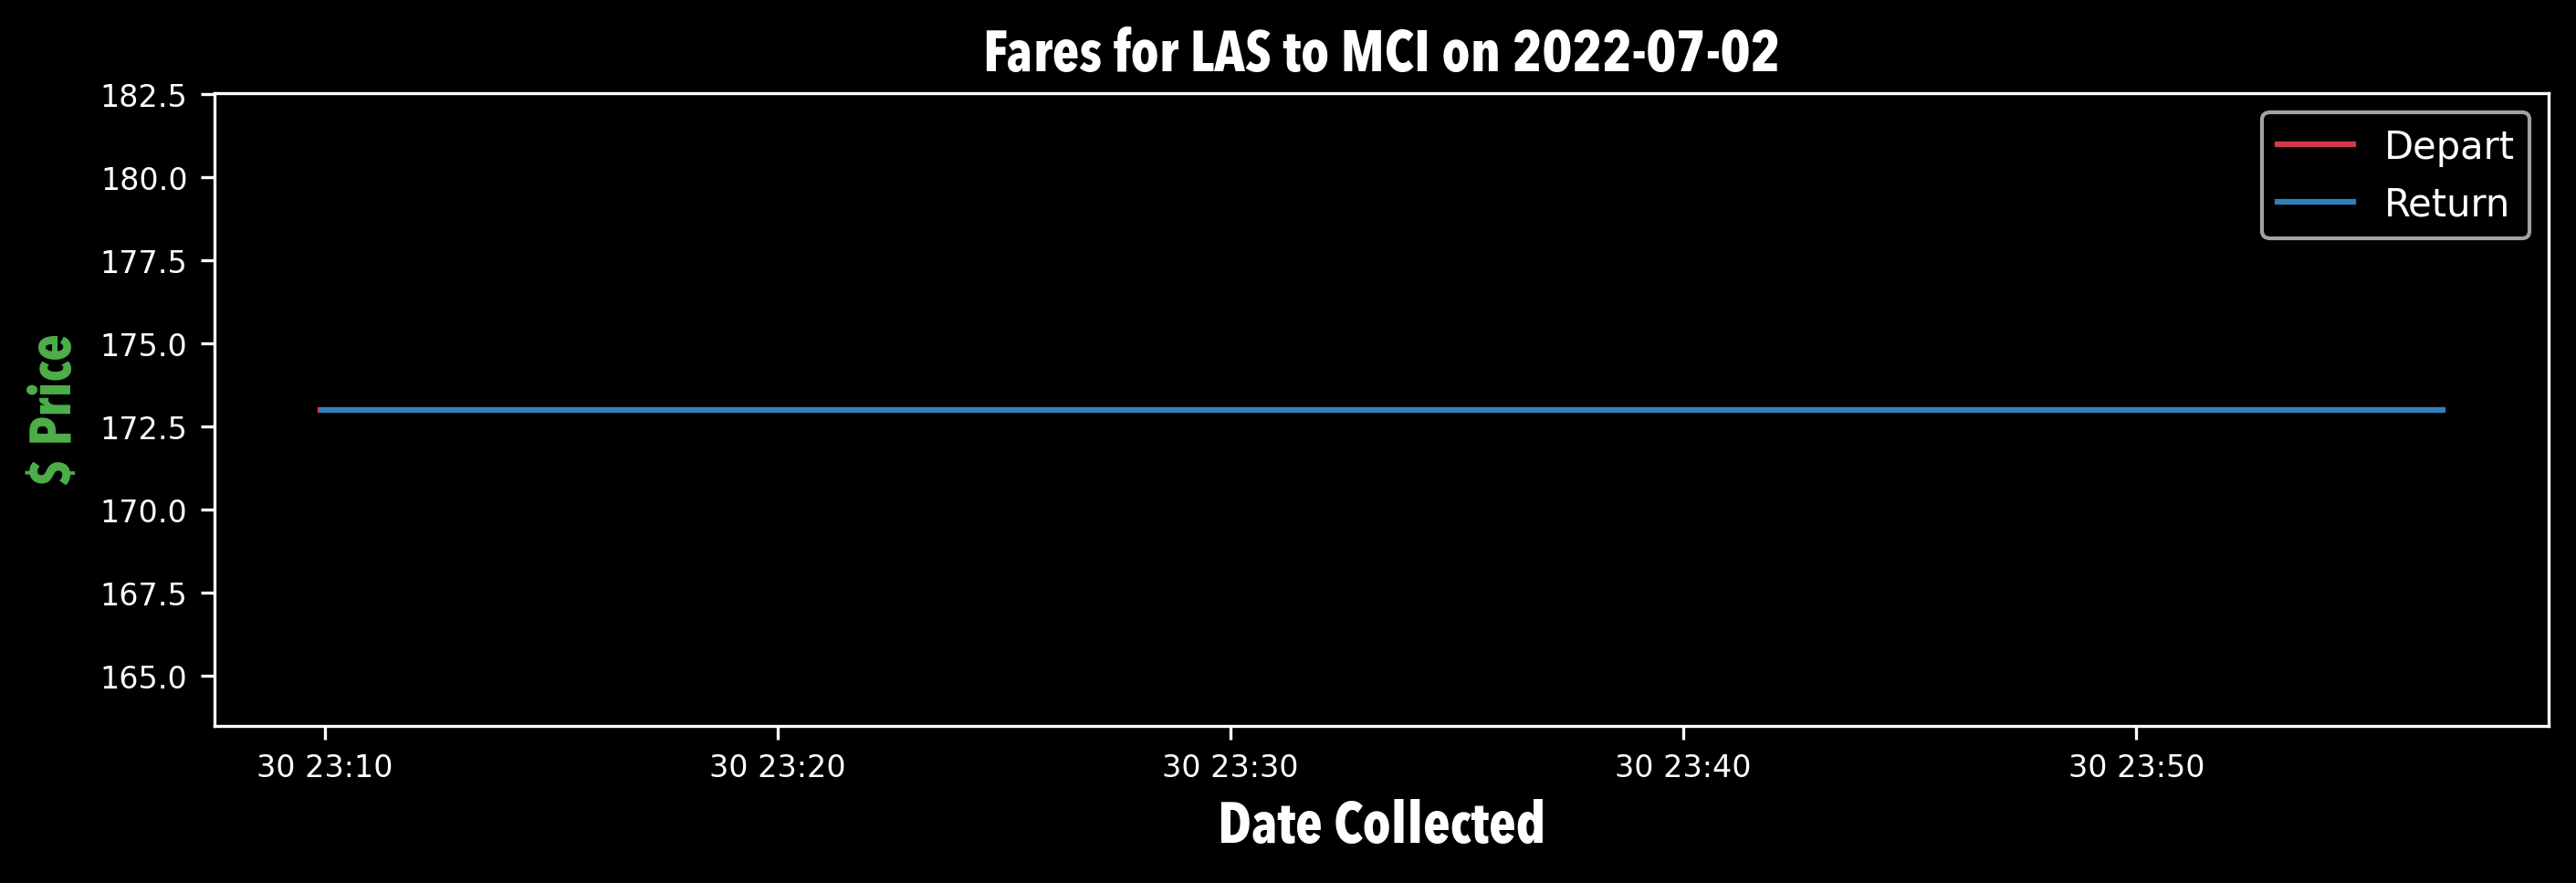 Fares for LAS to MCI on 2022-07-02
182.5
180.0
177.5
175.0
172.5
170.0
167.5
165.0
$ Price
Depart
Return
30 23:10
30 23:20
30 23:30
30 23:40
30 23:50
Date Collected